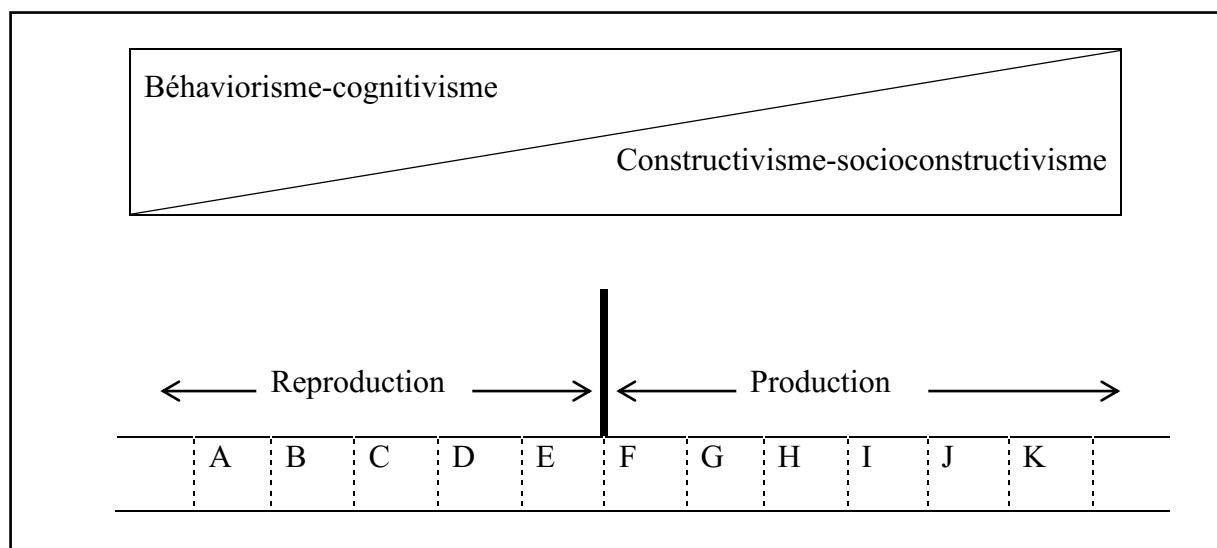 Béhaviorisme-cognitivisme
Constructivisme-socioconstructivisme
Reproduction Production
A B C D E F G H I J K